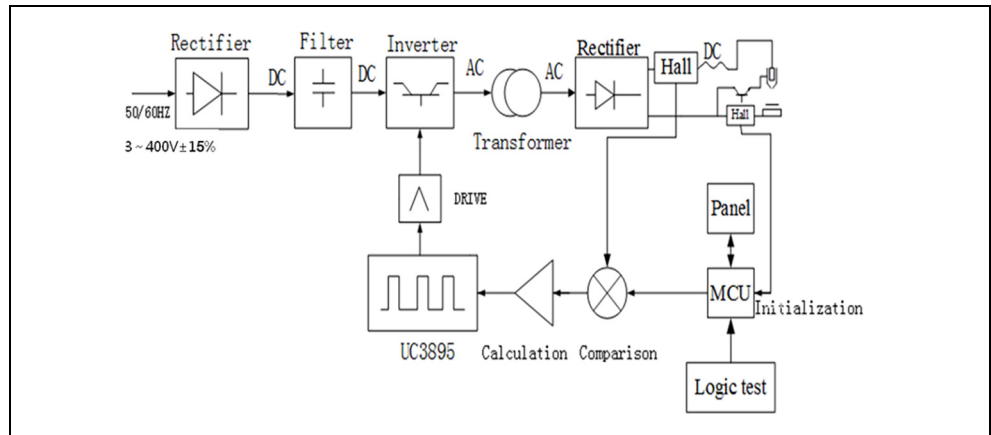 Rectifier
Filter
Inverter
Rectifier
DC
DC
DC
AC
AC
Hall
Hall
50/60HZ
3～400V±15%
Transformer
DRIVE
Panel
MCU
Initialization
UC3895
Calculation
Comparison
Logic test